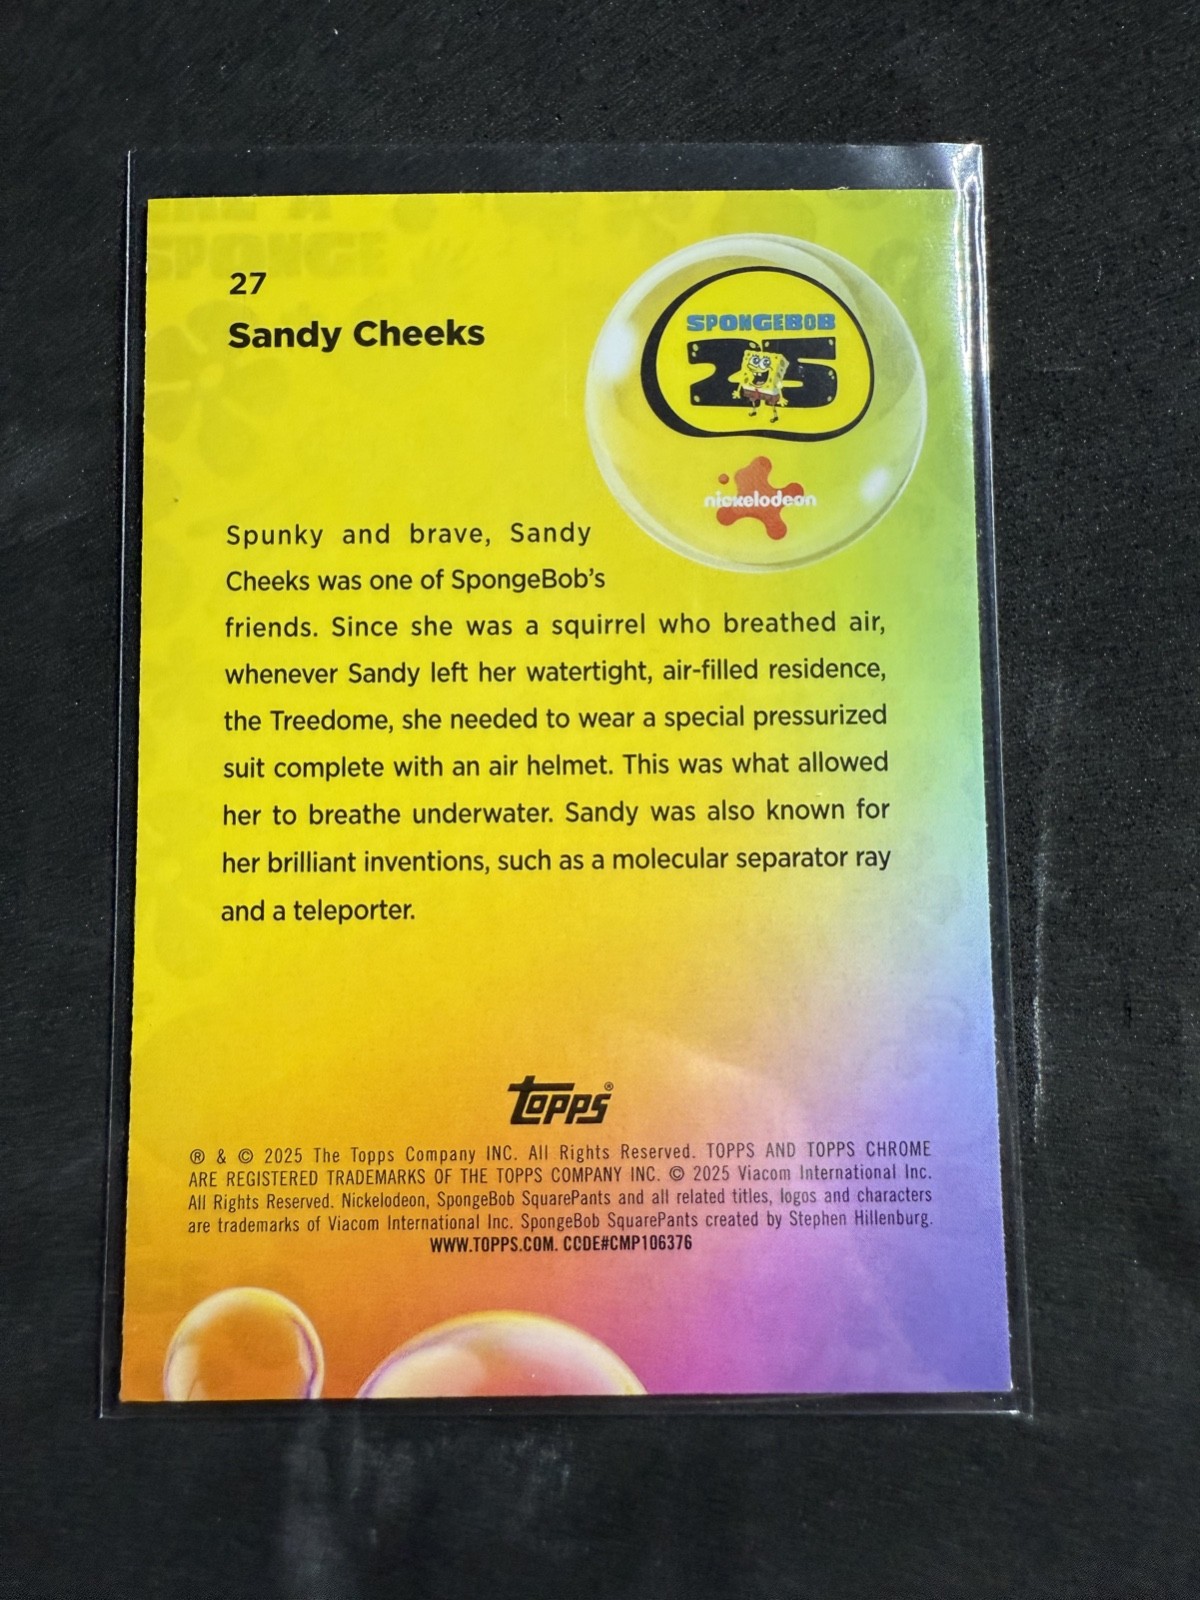 LIKE A
SPONGE
27
Sandy Cheeks
SPONGEBOB
25
nickelodeon
Spunky and brave, Sandy
Cheeks was one of SpongeBob's
friends. Since she was a squirrel who breathed air,
whenever Sandy left her watertight, air-filled residence,
the Treedome, she needed to wear a special pressurized
suit complete with an air helmet. This was what allowed
her to breathe underwater. Sandy was also known for
her brilliant inventions, such as a molecular separator ray
and a teleporter.
topps®
® & © 2025 The Topps Company INC. All Rights Reserved. TOPPS AND TOPPS CHROME
ARE REGISTERED TRADEMARKS OF THE TOPPS COMPANY INC. © 2025 Viacom International Inc.
All Rights Reserved. Nickelodeon, SpongeBob SquarePants and all related titles, logos and characters
are trademarks of Viacom International Inc. SpongeBob SquarePants created by Stephen Hillenburg.
WWW.TOPPS.COM. CCDE#CMP106376